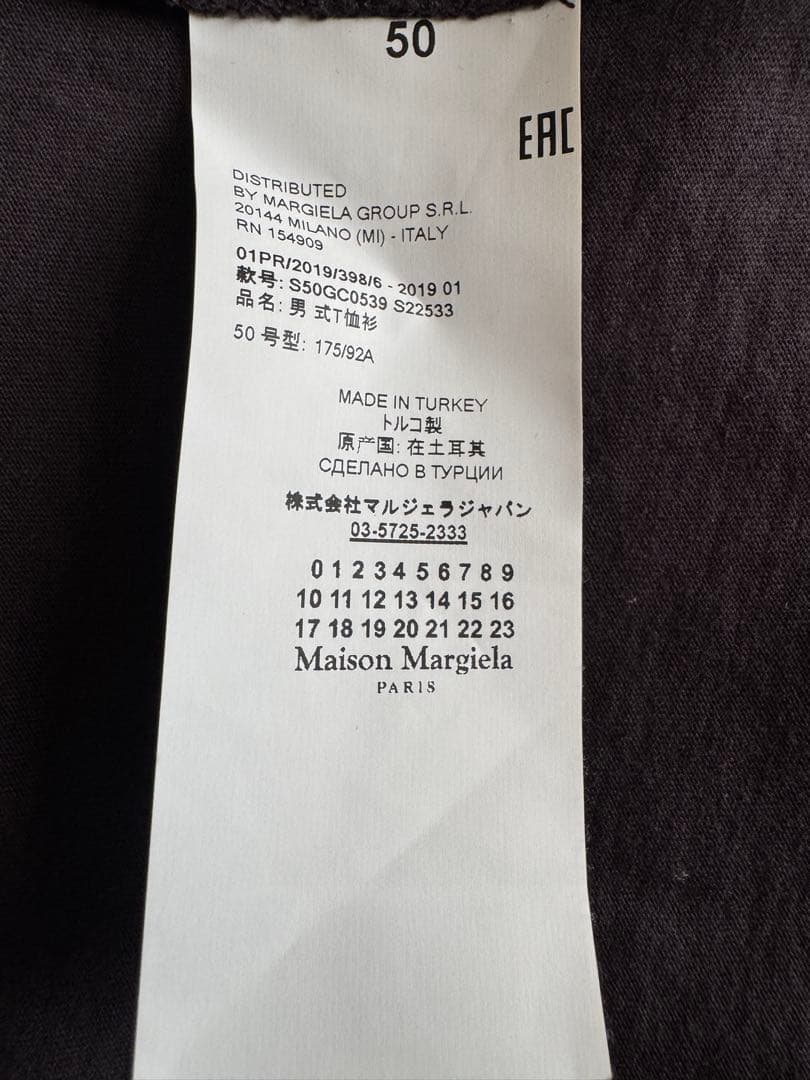 50
EAC
DISTRIBUTED
BY MARGIELA GROUP S.R.L.
20144 MILANO (MI) - ITALY
RN 154909
01PR/2019/398/6 - 2019 01
款号: S50GC0539 S22533
品名: 男 式T恤衫
50 号型: 175/92A
MADE IN TURKEY
トルコ製
原产国: 在土耳其
СДЕЛАНО В ТУРЦИИ
株式会社マルジェラジャパン
03-5725-2333
0 1 2 3 4 5 6 7 8 9
10 11 12 13 14 15 16
17 18 19 20 21 22 23
Maison Margiela
PARIS